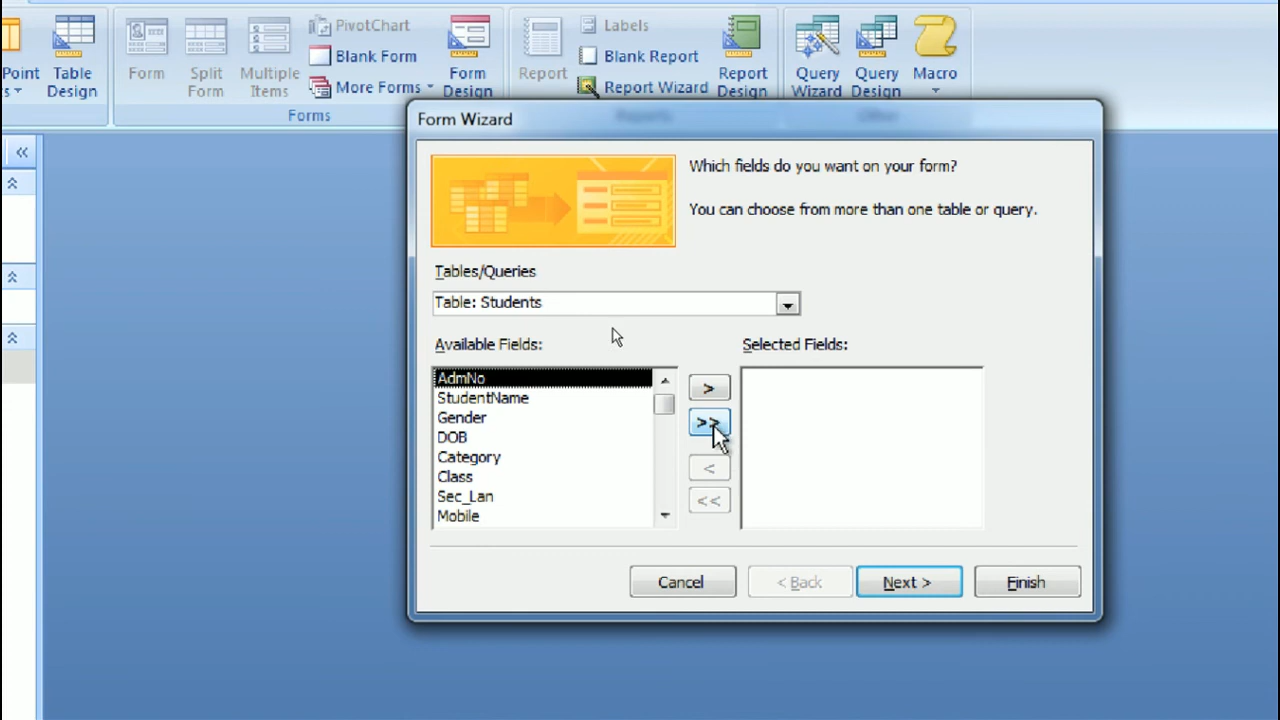 PivotChart
Labels
Blank Form
Blank Report
Point
Table
Design
Form
Split
Form
Multiple
Items
More Forms
Form
Design
Report
Report Wizard
Report
Design
Query
Wizard
Query
Design
Macro
Forms
Form Wizard
Which fields do you want on your form?
You can choose from more than one table or query.
Tables/Queries
Table: Students
Available Fields:
Selected Fields:
AdmNo
StudentName
Gender
DOB
Category
Class
Sec_Lan
Mobile
>
>>
<
<<
Cancel
< Back
Next >
Finish